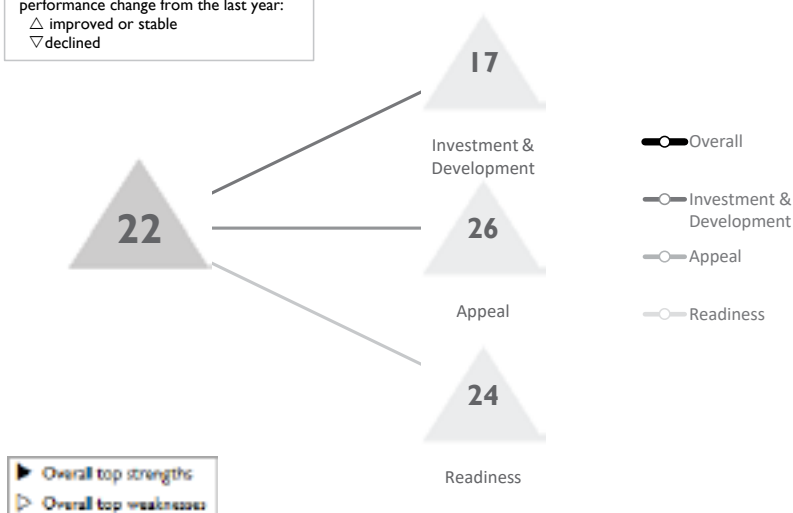 performance change from the last year:
△ improved or stable
▽ declined
17
Investment &
Development
22
26
Appeal
24
Readiness
Overall
Investment &
Development
Appeal
Readiness
▶ Overall top strengths
▷ Overall top weaknesses